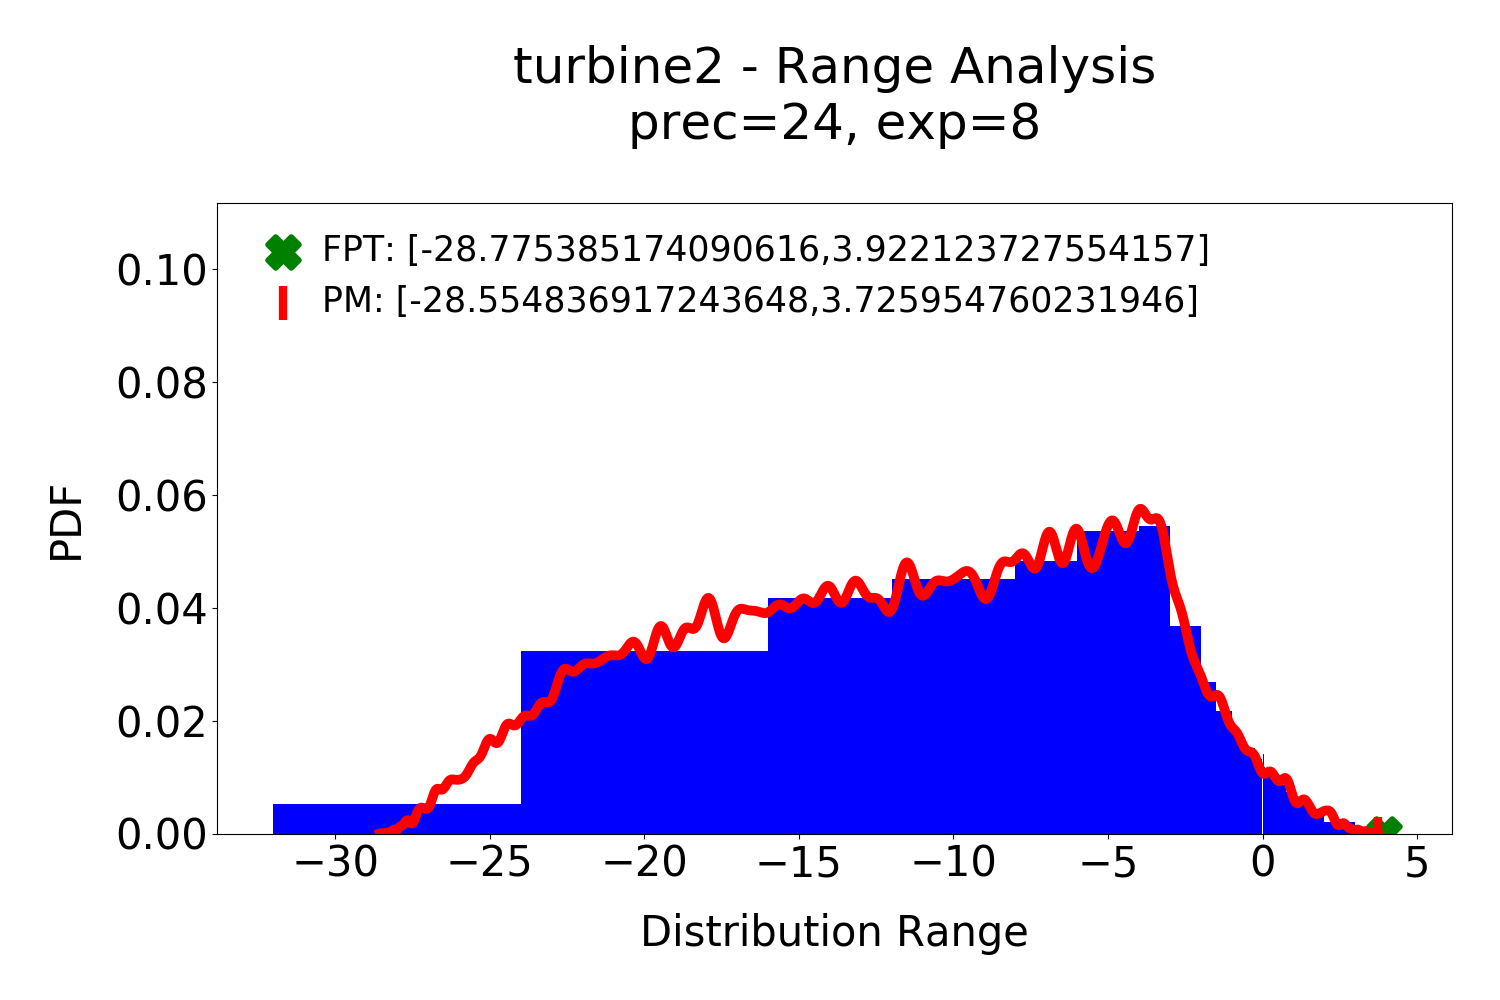 turbine2 - Range Analysis
prec=24, exp=8
FPT: [-28.775385174090616,3.922123727554157]
PM: [-28.554836917243648,3.725954760231946]
0.10
0.08
0.06
0.04
0.02
0.00
PDF
−30 −25 −20 −15 −10 −5 0 5
Distribution Range